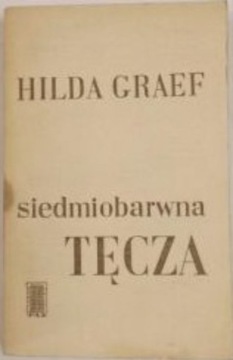 HILDA GRAEF
siedmiobarwna
TĘCZA